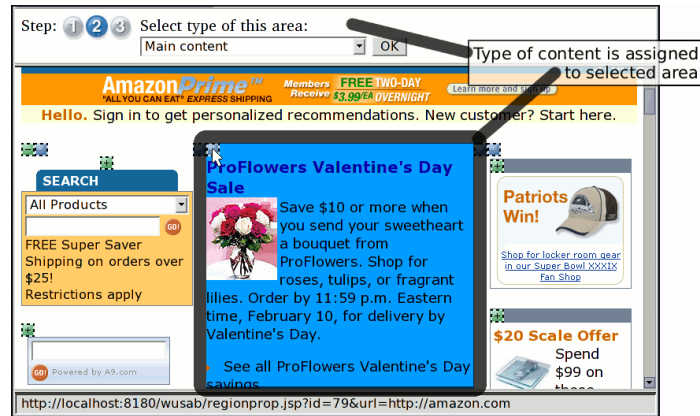 Step: 1 2 3 Select type of this area:
Main content OK
Type of content is assigned
to selected area
AmazonPrime™
"ALL YOU CAN EAT" EXPRESS SHIPPING
Members FREE TWO-DAY
Receive $3.99/EA OVERNIGHT
Learn more and sign up
Hello. Sign in to get personalized recommendations. New customer? Start here.
SEARCH
All Products
GO!
FREE Super Saver
Shipping on orders over
$25!
Restrictions apply
GO! Powered by A9.com
ProFlowers Valentine's Day
Sale
Save $10 or more when
you send your sweetheart
a bouquet from
ProFlowers. Shop for
roses, tulips, or fragrant
lilies. Order by 11:59 p.m. Eastern
time, February 10, for delivery by
Valentine's Day.
See all ProFlowers Valentine's Day
savings
Patriots
Win!
Shop for locker room gear
in our Super Bowl XXXIX
Fan Shop
$20 Scale Offer
Spend
$99 on
these
http://localhost:8180/wusab/regionprop.jsp?id=79&url=http://amazon.com